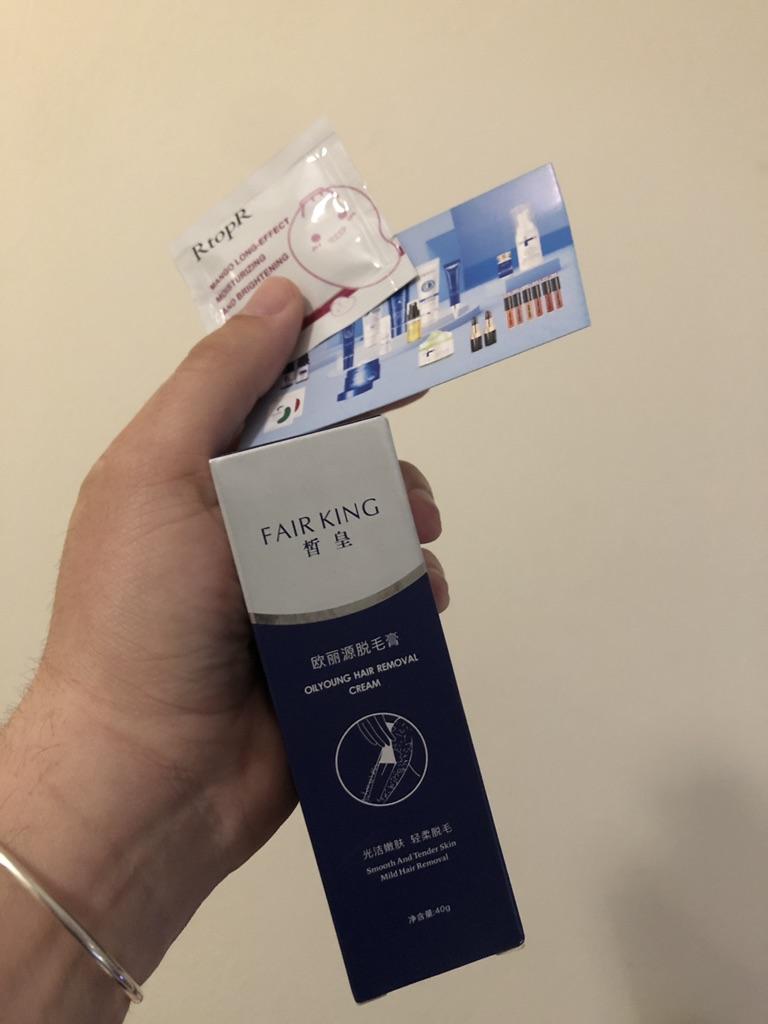 RtopR
MANGO LONG-EFFECT
MOISTURIZING
AND BRIGHTENING
FAIR KING
皙皇
欧丽源脱毛膏
OILYOUNG HAIR REMOVAL
CREAM
光洁嫩肤 轻柔脱毛
Smooth And Tender Skin
Mild Hair Removal
净含量:40g